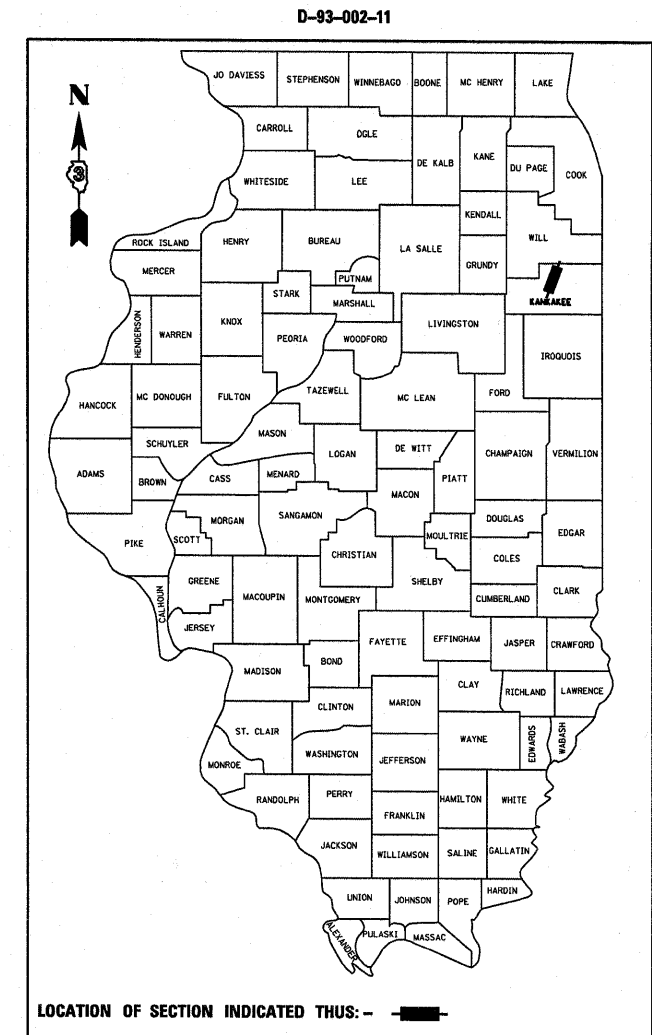 D-93-002-11
JO DAVIESS STEPHENSON WINNEBAGO BOONE MC HENRY LAKE
N
CARROLL OGLE
DE KALB KANE DU PAGE COOK
3
WHITESIDE LEE
KENDALL
ROCK ISLAND HENRY BUREAU LA SALLE GRUNDY WILL
MERCER PUTNAM
STARK MARSHALL KANKAKEE
HENDERSON WARREN KNOX PEORIA WOODFORD LIVINGSTON IROQUOIS
HANCOCK MC DONOUGH FULTON TAZEWELL MC LEAN FORD
SCHUYLER MASON LOGAN DE WITT CHAMPAIGN VERMILION
ADAMS BROWN CASS MENARD MACON PIATT
PIKE SCOTT MORGAN SANGAMON CHRISTIAN MOULTRIE DOUGLAS EDGAR
COLES
GREENE MACOUPIN MONTGOMERY SHELBY CUMBERLAND CLARK
CALHOUN JERSEY
FAYETTE EFFINGHAM JASPER CRAWFORD
MADISON BOND
CLAY RICHLAND LAWRENCE
CLINTON MARION
ST. CLAIR WAYNE EDWARDS WABASH
MONROE WASHINGTON JEFFERSON
RANDOLPH PERRY HAMILTON WHITE
FRANKLIN
JACKSON WILLIAMSON SALINE GALLATIN
UNION JOHNSON POPE HARDIN
ALEXANDER PULASKI MASSAC
LOCATION OF SECTION INDICATED THUS: -